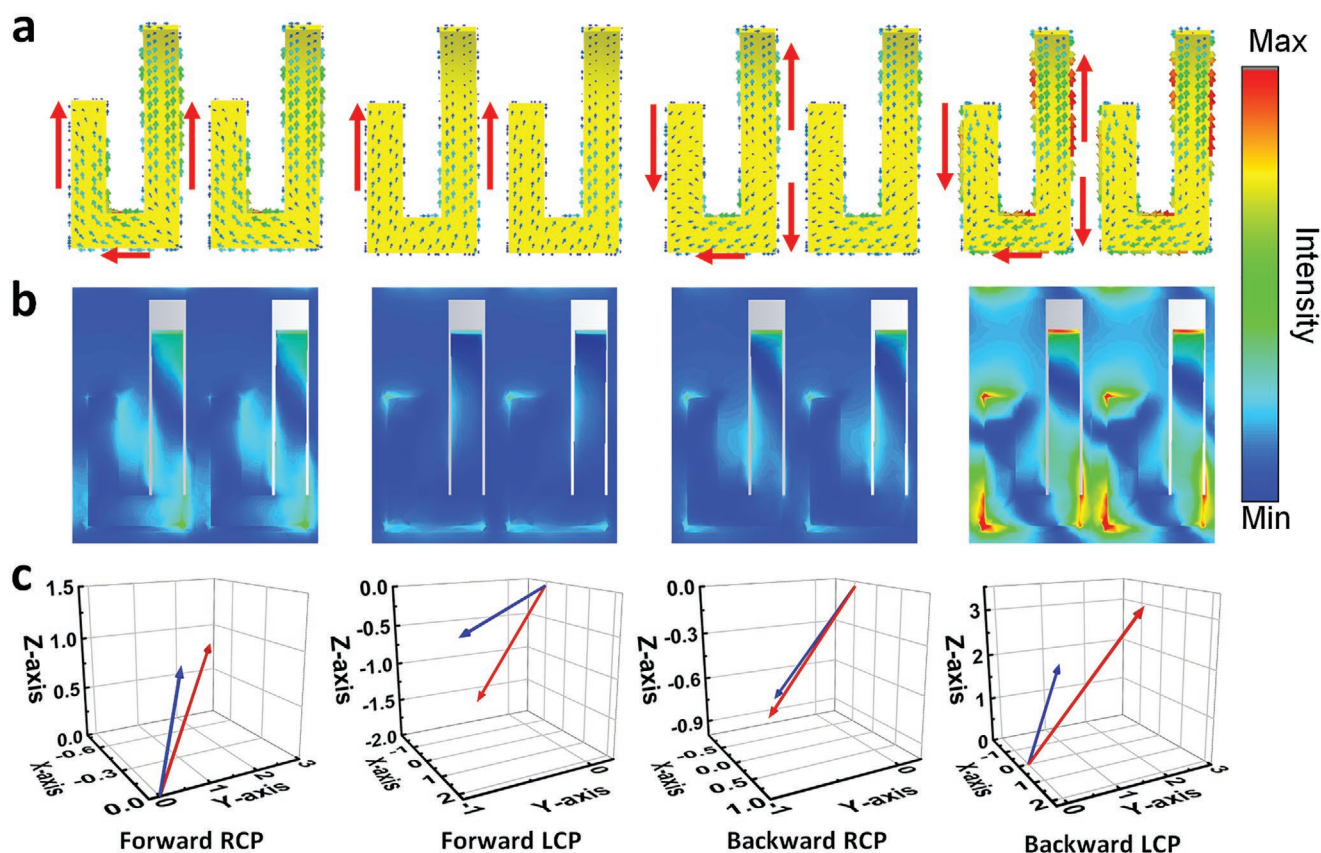 a
Max
Intensity
Min
b
c
1.5
1.0
0.5
0.0
Z-axis
-0.6
-0.3
0.0
X-axis
0
1
2
3
Y-axis
Forward RCP
0.0
-0.5
-1.0
-1.5
-2.0
Z-axis
-1
0
1
2
X-axis
-1
0
Y-axis
Forward LCP
0.0
-0.3
-0.6
-0.9
Z-axis
-0.5
0.0
0.5
1.0
X-axis
-1
0
Y-axis
Backward RCP
3
2
1
0
Z-axis
-1
0
1
2
X-axis
0
1
2
3
Y-axis
Backward LCP